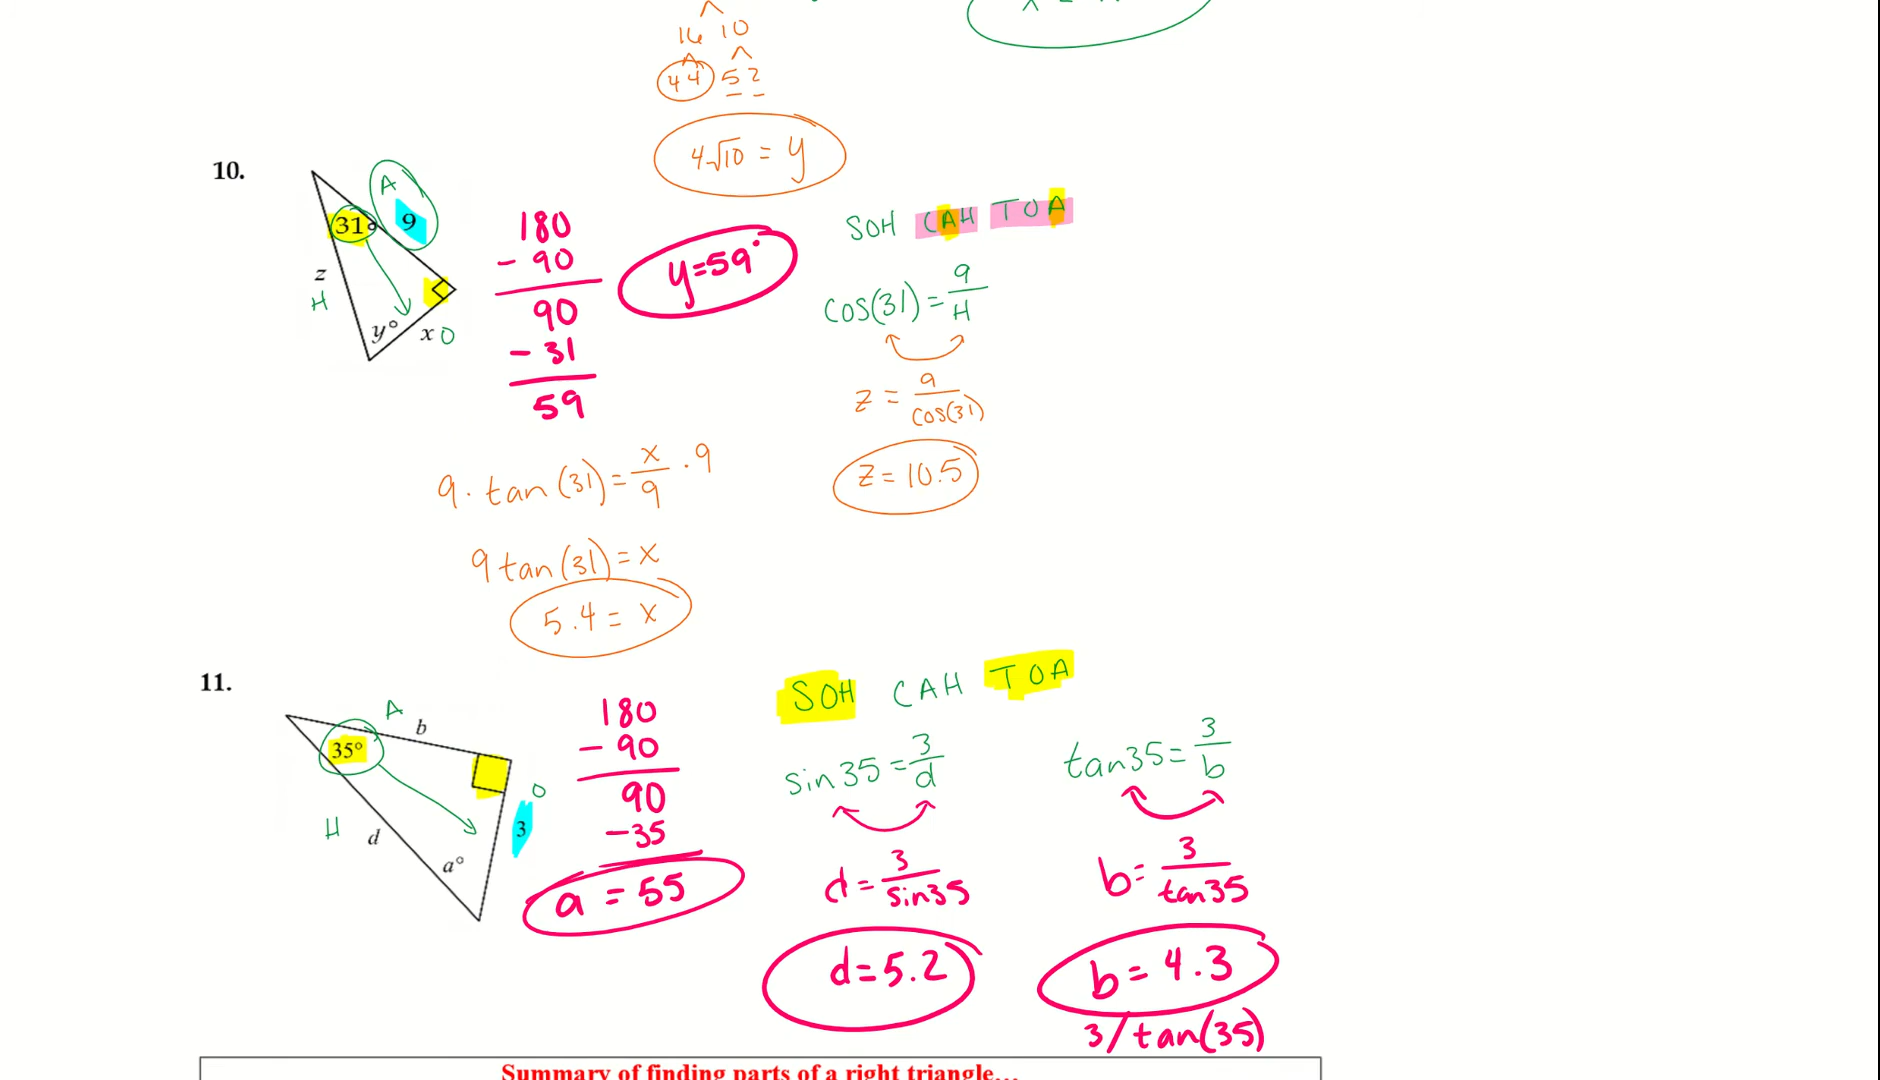 16 10
44 52
4√10 = y
10.
A
31°
9
z
H
y°
x O
180
- 90
90
- 31
59
y=59°
SOH CAH TOA
cos(31) = 9/H
z = 9/cos(31)
z = 10.5
9 · tan(31) = x/9 · 9
9 tan(31) = x
5.4 = x
11.
A
b
35°
O
3
H
d
a°
180
- 90
90
-35
a = 55
SOH CAH TOA
sin35 = 3/d
d = 3/sin35
d=5.2
tan35 = 3/b
b = 3/tan35
b = 4.3
3/tan(35)
Summary of finding parts of a right triangle…